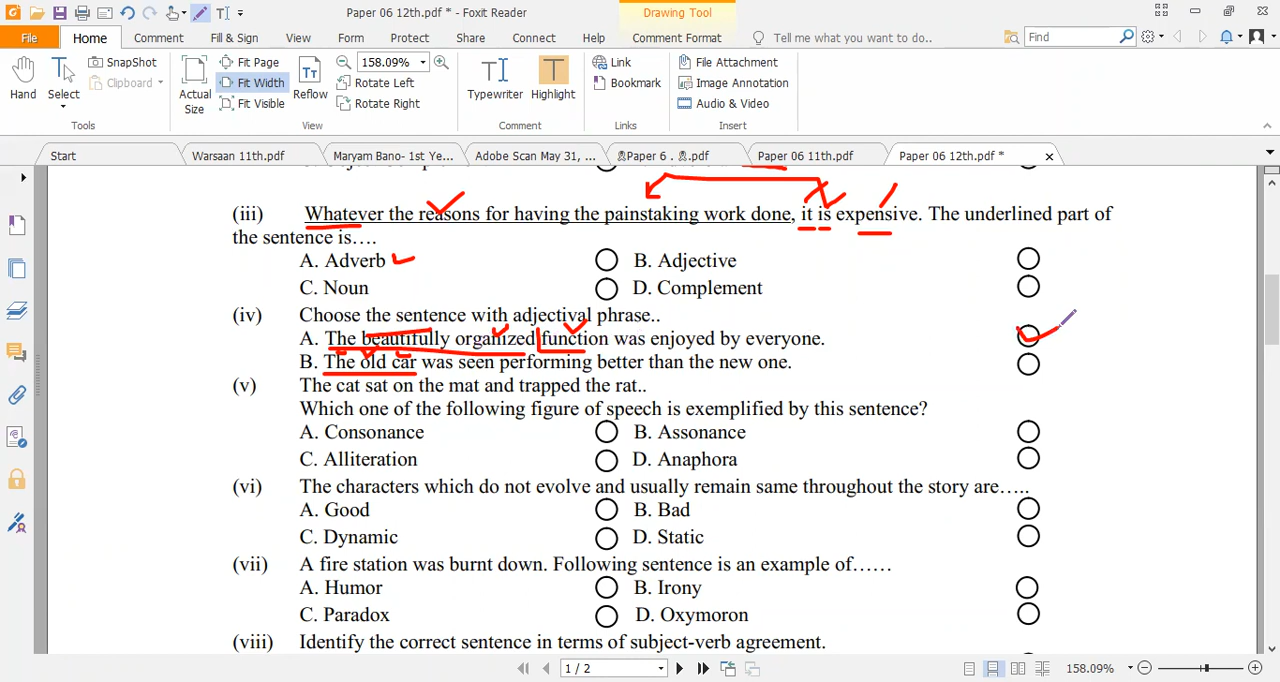 Paper 06 12th.pdf * - Foxit Reader
Drawing Tool
File Home Comment Fill & Sign View Form Protect Share Connect Help Comment Format Tell me what you want to do.. Find
SnapShot
Clipboard
Hand Select
Tools
Actual Size
Fit Page
Fit Width
Fit Visible
Reflow
158.09%
Rotate Left
Rotate Right
View
Typewriter Highlight
Comment
Link
Bookmark
Links
File Attachment
Image Annotation
Audio & Video
Insert
Start Warsaan 11th.pdf Maryam Bano- 1st Ye... Adobe Scan May 31, ... Paper 6 . .pdf Paper 06 11th.pdf Paper 06 12th.pdf *
(iii) Whatever the reasons for having the painstaking work done, it is expensive. The underlined part of
the sentence is….
A. Adverb B. Adjective
C. Noun D. Complement
(iv) Choose the sentence with adjectival phrase..
A. The beautifully organized function was enjoyed by everyone.
B. The old car was seen performing better than the new one.
(v) The cat sat on the mat and trapped the rat..
Which one of the following figure of speech is exemplified by this sentence?
A. Consonance B. Assonance
C. Alliteration D. Anaphora
(vi) The characters which do not evolve and usually remain same throughout the story are…..
A. Good B. Bad
C. Dynamic D. Static
(vii) A fire station was burnt down. Following sentence is an example of……
A. Humor B. Irony
C. Paradox D. Oxymoron
(viii) Identify the correct sentence in terms of subject-verb agreement.
1 / 2 158.09%